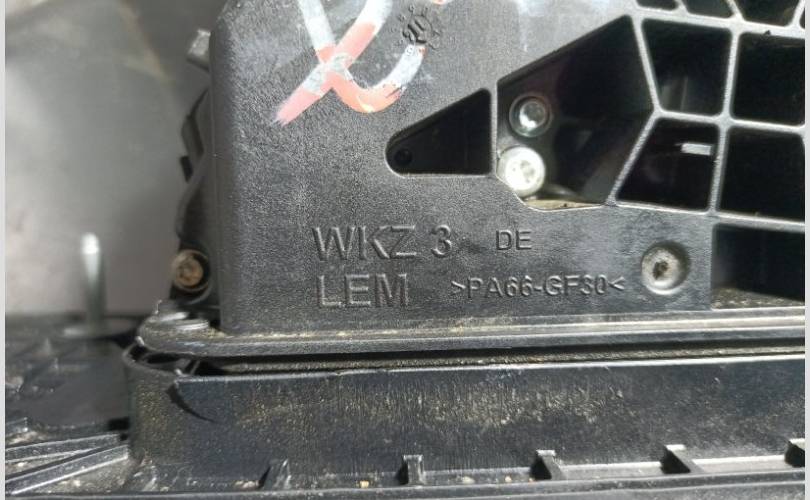 WKZ 3 DE
LEM >PA66-GF30<